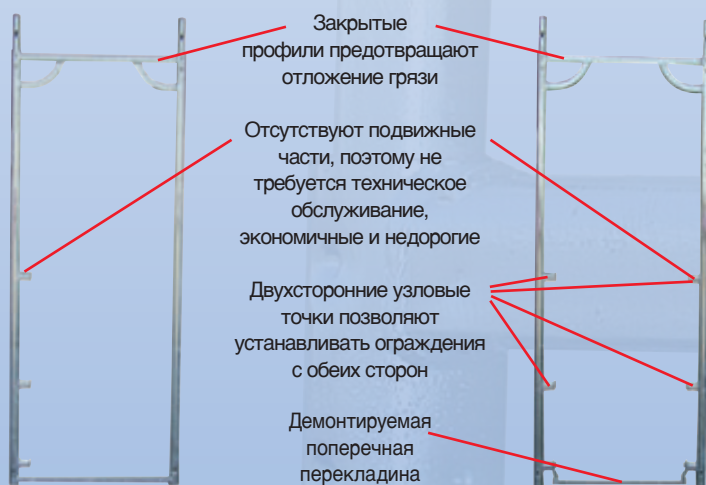 Закрытые
профили предотвращают
отложение грязи
Отсутствуют подвижные
части, поэтому не
требуется техническое
обслуживание,
экономичные и недорогие
Двухсторонние узловые
точки позволяют
устанавливать ограждения
с обеих сторон
Демонтируемая
поперечная
перекладина